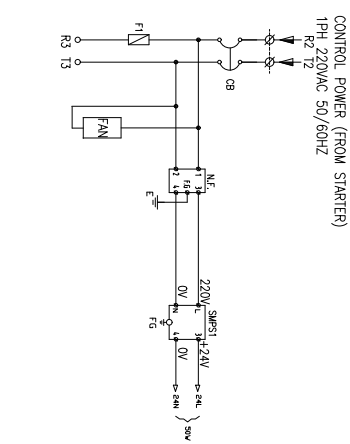 CONTROL POWER (FROM STARTER)
1PH 220VAC 50/60HZ
R2
T2
CB
F1
R3
T3
FAN
N.F.
1
3
2
4
FG
E
220V
0V
SMPS1
L
3
N
4
FG
+24V
0V
24L
24N
50W